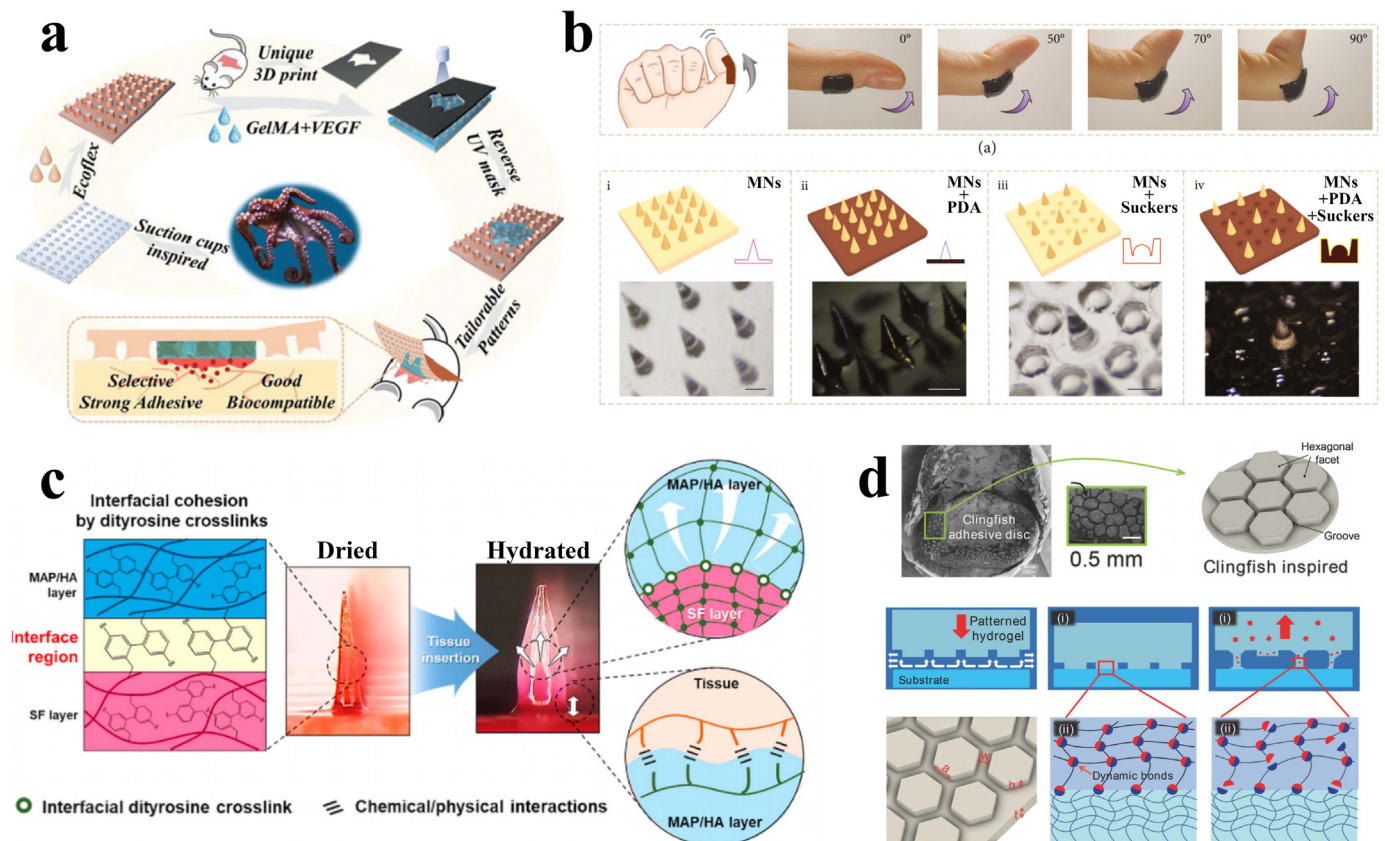 a
Unique
3D print
GelMA+VEGF
Ecoflex
Reverse
UV mask
Suction cups
inspired
Tailorable
Patterns
Selective
Strong Adhesive
Good
Biocompatible
b
0°
50°
70°
90°
(a)
i
MNs
ii
MNs
+
PDA
iii
MNs
+
Suckers
iv
MNs
+PDA
+Suckers
c
Interfacial cohesion
by dityrosine crosslinks
MAP/HA
layer
Interface
region
SF layer
Dried
Tissue
insertion
Hydrated
MAP/HA layer
SF layer
Tissue
MAP/HA layer
Interfacial dityrosine crosslink
Chemical/physical interactions
d
Clingfish
adhesive disc
0.5 mm
Hexagonal
facet
Groove
Clingfish inspired
Patterned
hydrogel
Substrate
(i)
(i)
a
w
h
t
(ii)
Dynamic bonds
(ii)